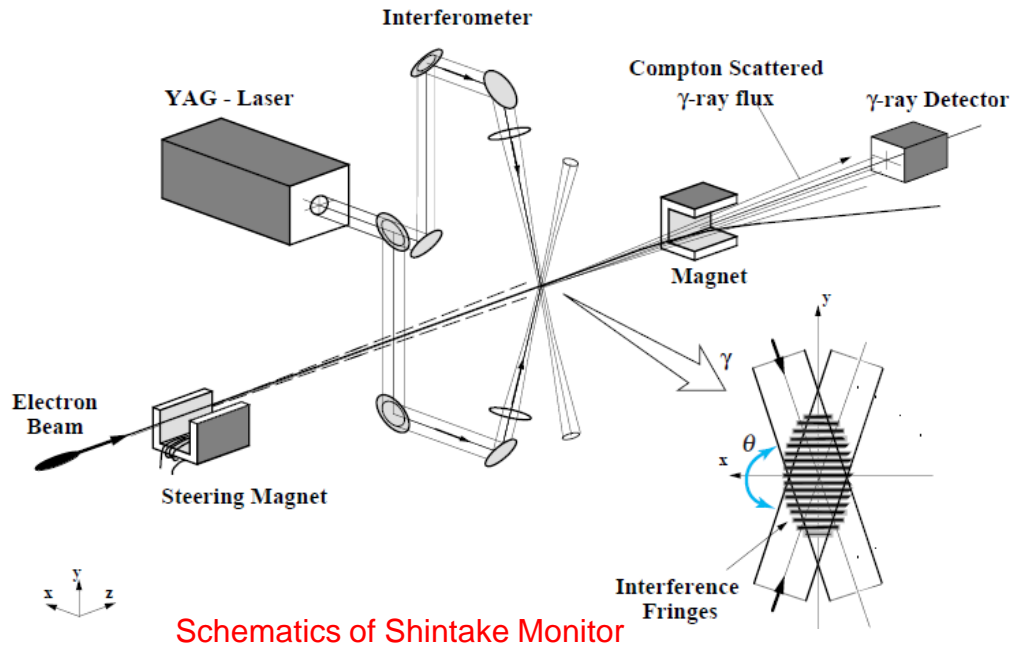 Interferometer
YAG - Laser
Compton Scattered
γ-ray flux
γ-ray Detector
Magnet
Electron
Beam
Steering Magnet
γ
y
θ
x
Interference
Fringes
y
x
z
Schematics of Shintake Monitor